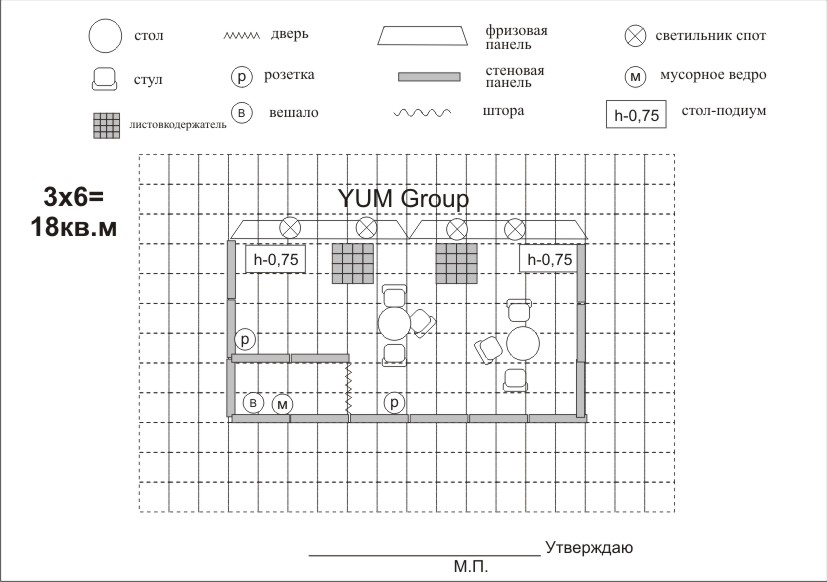 стол
дверь
фризовая
панель
светильник спот
стул
р
розетка
стеновая
панель
м
мусорное ведро
листовкодержатель
в
вешало
штора
h-0,75
стол-подиум
3х6=
18кв.м
YUM Group
h-0,75
h-0,75
р
в
м
р
Утверждаю
М.П.